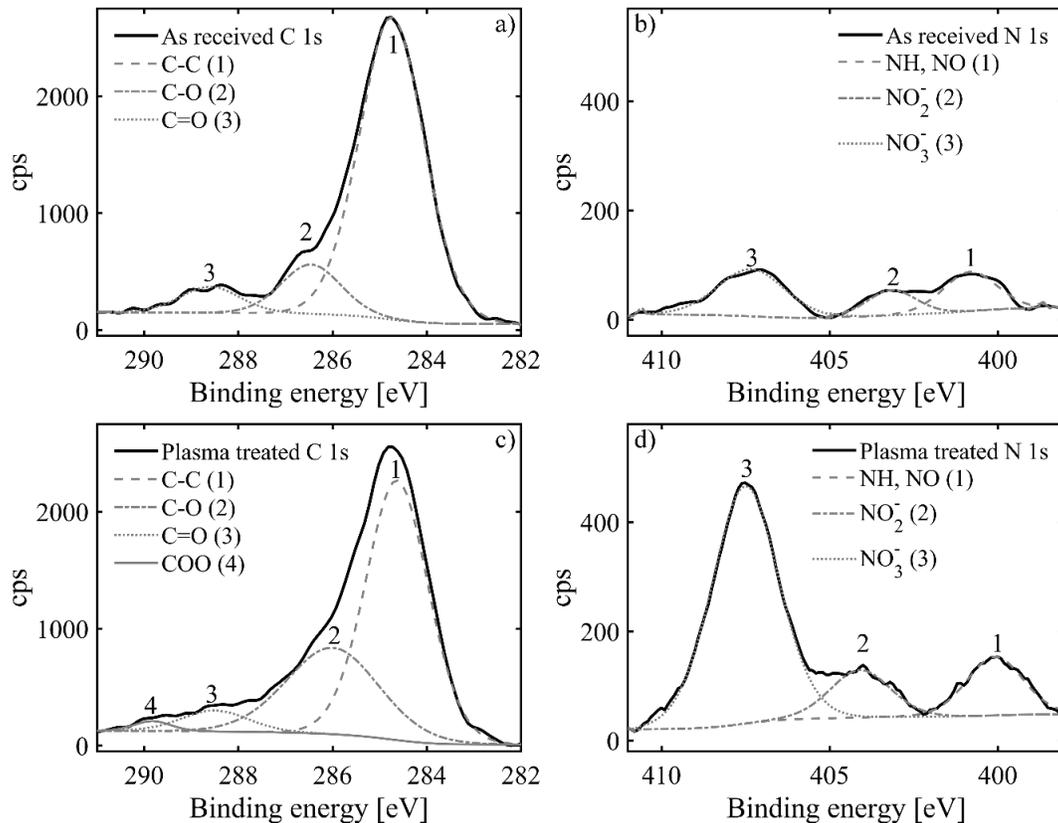 a)
As received C 1s
C-C (1)
C-O (2)
C=O (3)
1
2
3
2000
1000
0
cps
290 288 286 284 282
Binding energy [eV]
b)
As received N 1s
NH, NO (1)
NO₂⁻ (2)
NO₃⁻ (3)
3
2
1
400
200
0
cps
410 405 400
Binding energy [eV]
c)
Plasma treated C 1s
C-C (1)
C-O (2)
C=O (3)
COO (4)
1
2
3
4
2000
1000
0
cps
290 288 286 284 282
Binding energy [eV]
d)
Plasma treated N 1s
NH, NO (1)
NO₂⁻ (2)
NO₃⁻ (3)
3
2
1
400
200
0
cps
410 405 400
Binding energy [eV]